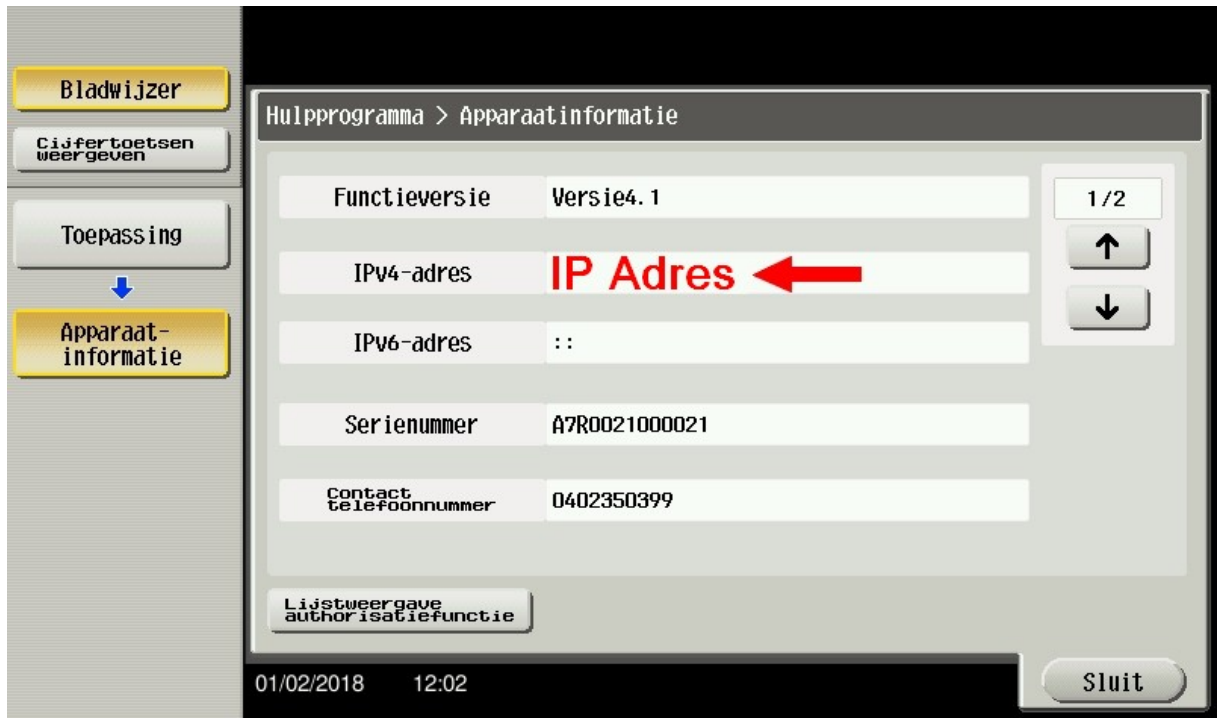 Bladwijzer
Cijfertoetsen
weergeven
Toepassing
Apparaat-
informatie
Hulpprogramma > Apparaatinformatie
Functieversie Versie4.1
1/2
IPv4-adres IP Adres
IPv6-adres ::
Serienummer A7R0021000021
Contact
telefoonnummer 0402350399
Lijstweergave
authorisatiefunctie
01/02/2018 12:02
Sluit